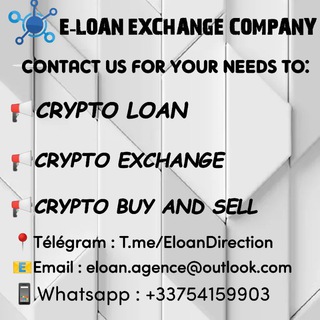 E-LOAN EXCHANGE COMPANY
CONTACT US FOR YOUR NEEDS TO:
CRYPTO LOAN
CRYPTO EXCHANGE
CRYPTO BUY AND SELL
Télégram : T.me/EloanDirection
Email : eloan.agence@outlook.com
Whatsapp : +33754159903